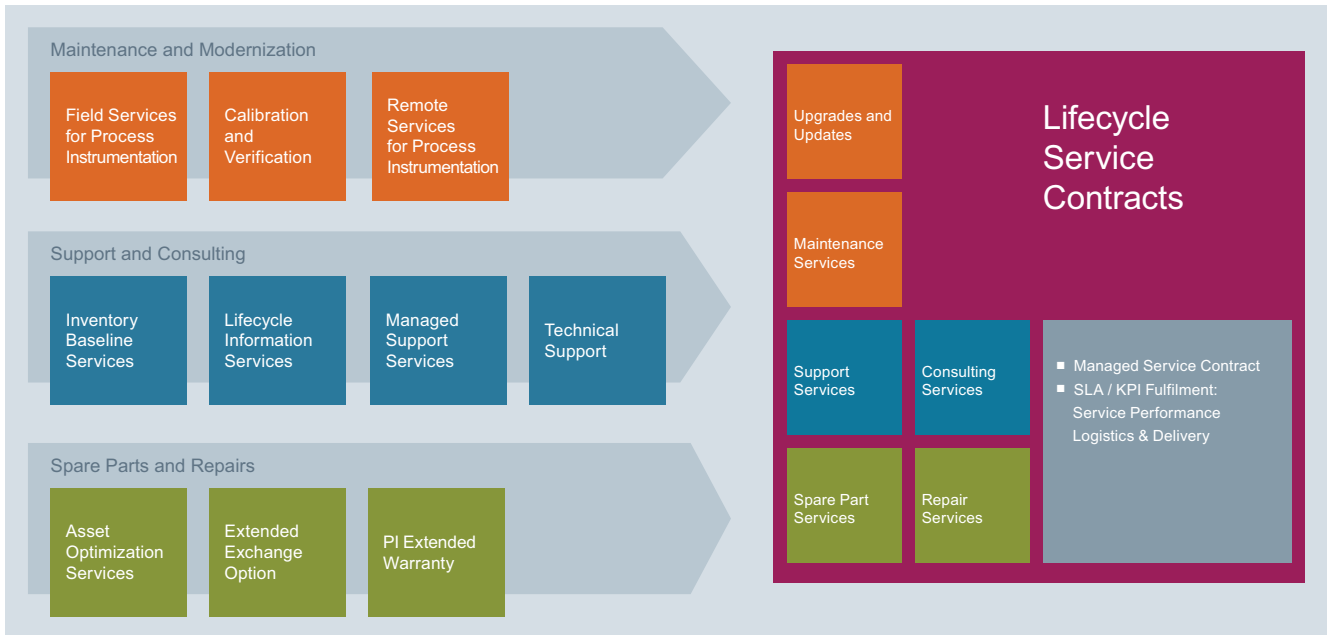 Maintenance and Modernization
Field Services
for Process
Instrumentation
Calibration
and
Verification
Remote
Services
for Process
Instrumentation
Support and Consulting
Inventory
Baseline
Services
Lifecycle
Information
Services
Managed
Support
Services
Technical
Support
Spare Parts and Repairs
Asset
Optimization
Services
Extended
Exchange
Option
PI Extended
Warranty
Lifecycle
Service
Contracts
Upgrades and
Updates
Maintenance
Services
Support
Services
Consulting
Services
■ Managed Service Contract
■ SLA / KPI Fulfilment:
Service Performance
Logistics & Delivery
Spare Part
Services
Repair
Services